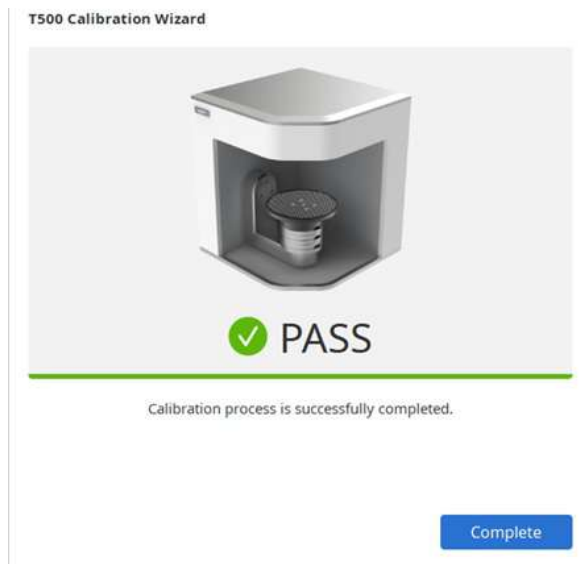 T500 Calibration Wizard
PASS
Calibration process is successfully completed.
Complete